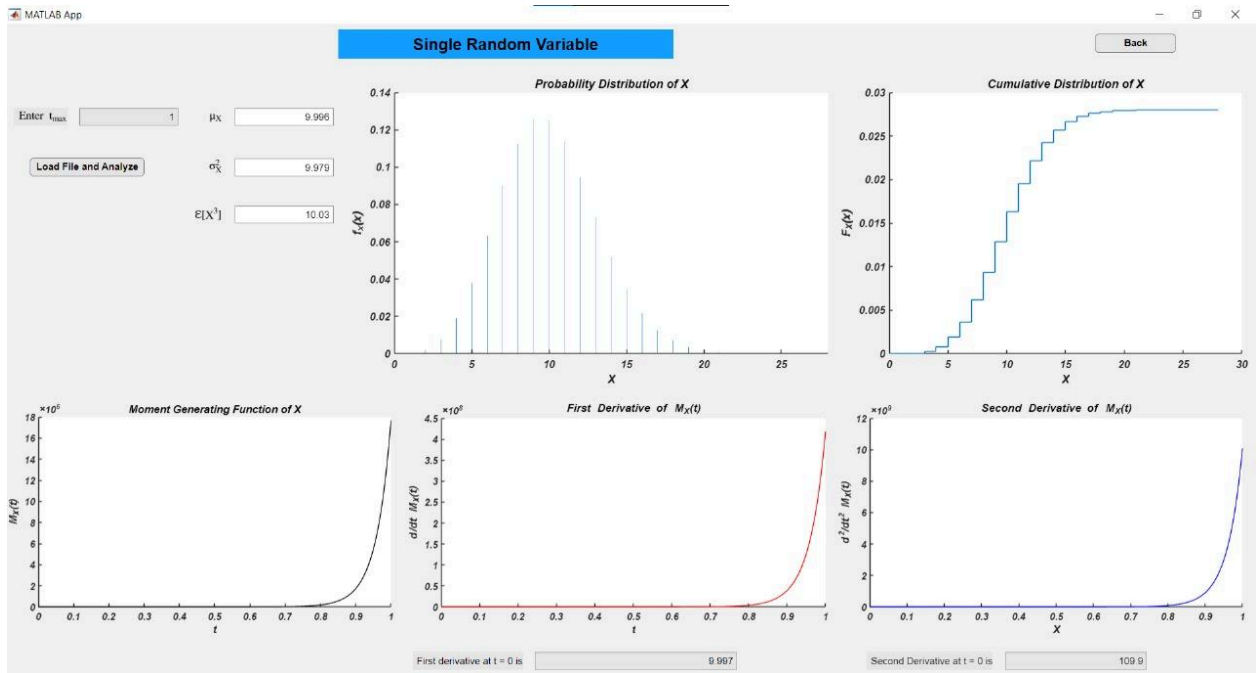 MATLAB App
Single Random Variable
Back
Enter t_max 1
μ_X 9.996
Load File and Analyze
σ²_X 9.979
Ɛ[X³] 10.03
Probability Distribution of X
0.14
0.12
0.1
0.08
0.06
0.04
0.02
0
f_X(x)
0 5 10 15 20 25
X
Cumulative Distribution of X
0.03
0.025
0.02
0.015
0.01
0.005
0
F_X(x)
0 5 10 15 20 25 30
X
×10⁶
Moment Generating Function of X
18
16
14
12
10
8
6
4
2
0
M_X(t)
0 0.1 0.2 0.3 0.4 0.5 0.6 0.7 0.8 0.9 1
t
×10⁸
First Derivative of M_X(t)
4.5
4
3.5
3
2.5
2
1.5
1
0.5
0
d/dt M_X(t)
0 0.1 0.2 0.3 0.4 0.5 0.6 0.7 0.8 0.9 1
t
×10⁹
Second Derivative of M_X(t)
12
10
8
6
4
2
0
d²/dt² M_X(t)
0 0.1 0.2 0.3 0.4 0.5 0.6 0.7 0.8 0.9 1
X
First derivative at t = 0 is 9.997
Second Derivative at t = 0 is 109.9